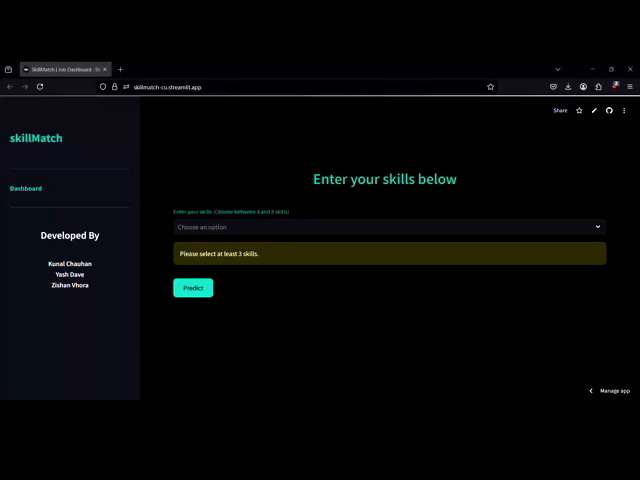 SkillMatch | Job Dashboard - St
skillmatch-cu.streamlit.app
Share
skillMatch
Dashboard
Developed By
Kunal Chauhan
Yash Dave
Zishan Vhora
Enter your skills below
Enter your skills (Choose between 3 and 8 skills)
Choose an option
Please select at least 3 skills.
Predict
Manage app